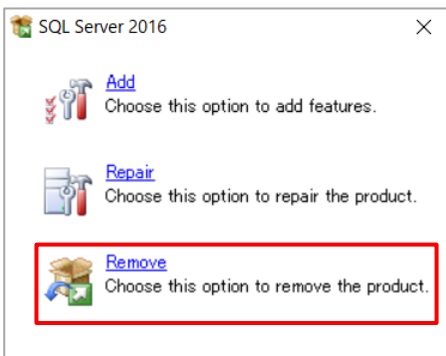 SQL Server 2016
Add
Choose this option to add features.
Repair
Choose this option to repair the product.
Remove
Choose this option to remove the product.